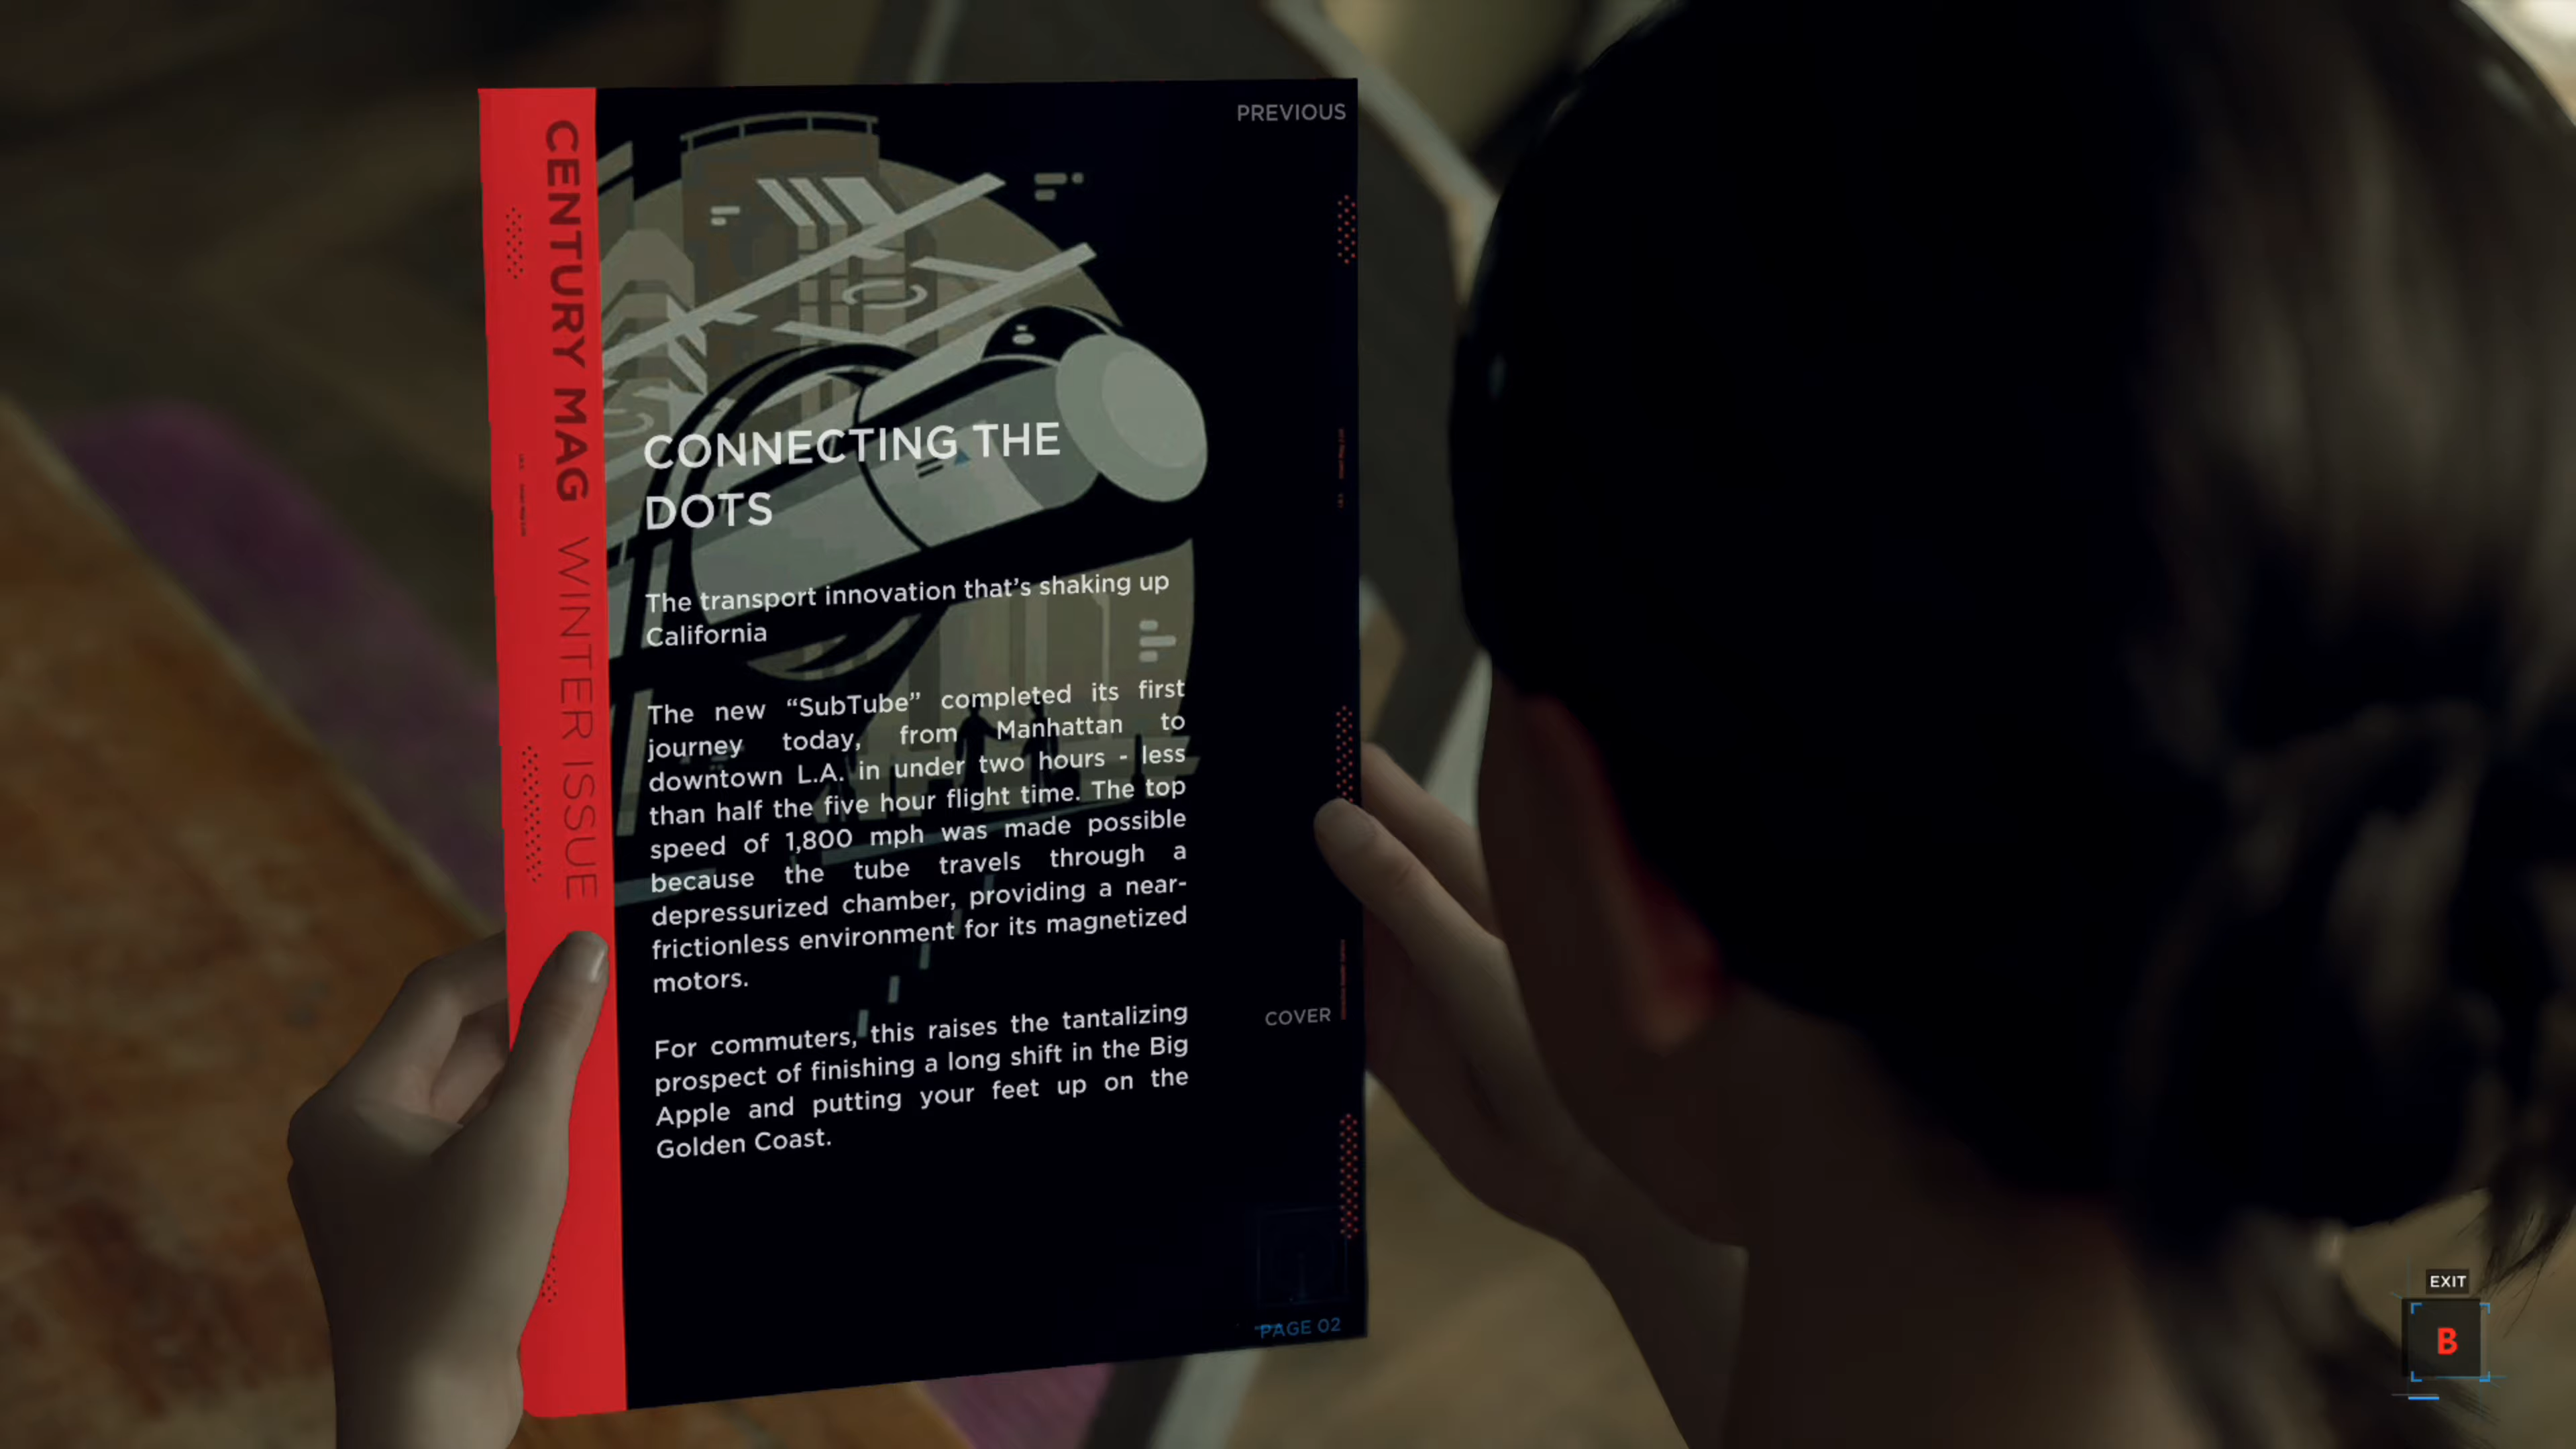 CENTURY MAG WINTER ISSUE
PREVIOUS
CONNECTING THE
DOTS
The transport innovation that's shaking up
California
The new “SubTube” completed its first
journey today, from Manhattan to
downtown L.A. in under two hours - less
than half the five hour flight time. The top
speed of 1,800 mph was made possible
because the tube travels through a
depressurized chamber, providing a near-
frictionless environment for its magnetized
motors.
For commuters, this raises the tantalizing
prospect of finishing a long shift in the Big
Apple and putting your feet up on the
Golden Coast.
COVER
PAGE 02
EXIT
B